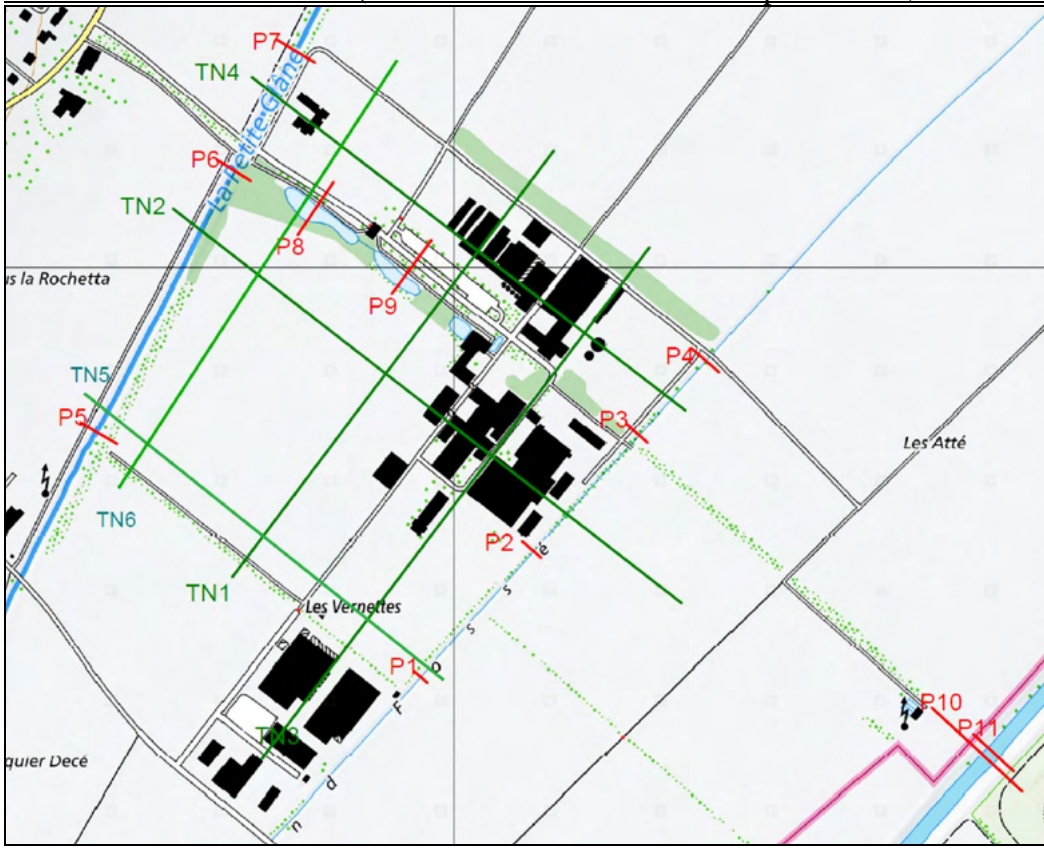 P7
TN4
La Petite Glâne
P6
TN2
P8
us la Rochetta
P9
TN5
P4
P5
P3
Les Atté
TN6
P2
TN1
Les Vernettes
P1
TN3
P10
P11
quier Decé
n d F o s s e